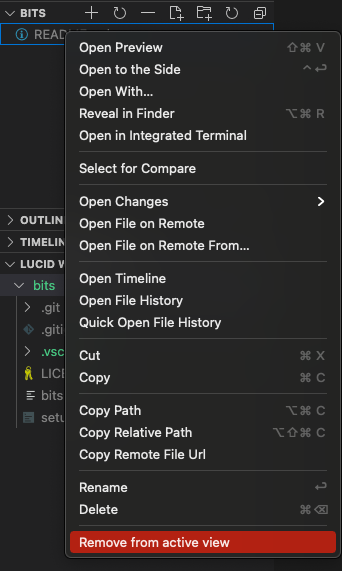 BITS
READ
Open Preview ⇧⌘ V
Open to the Side ⌃↩
Open With...
Reveal in Finder ⌥⌘ R
Open in Integrated Terminal
Select for Compare
Open Changes
Open File on Remote
Open File on Remote From...
OUTLIN
TIMELIN
LUCID W
bits
Open Timeline
.git
Open File History
.giti
Quick Open File History
.vsc
Cut ⌘ X
LICE
Copy ⌘ C
bits
Copy Path ⌥⌘ C
setu
Copy Relative Path ⌥⇧⌘ C
Copy Remote File Url
Rename ↩
Delete ⌘⌫
Remove from active view